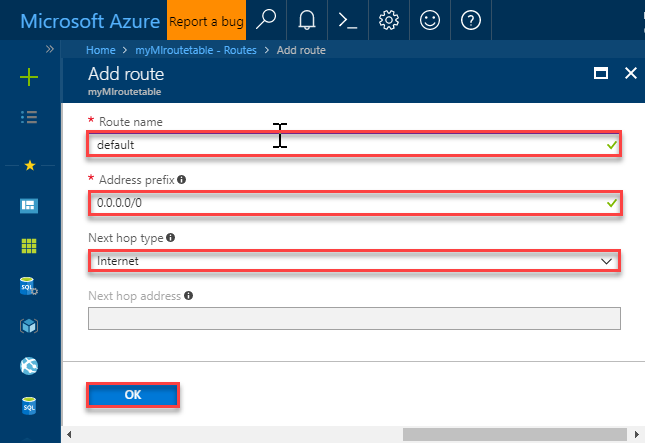 Microsoft Azure Report a bug
Home > myMIroutetable - Routes > Add route
Add route
myMIroutetable
* Route name
default
* Address prefix
0.0.0.0/0
Next hop type
Internet
Next hop address
OK
SQL
SQL